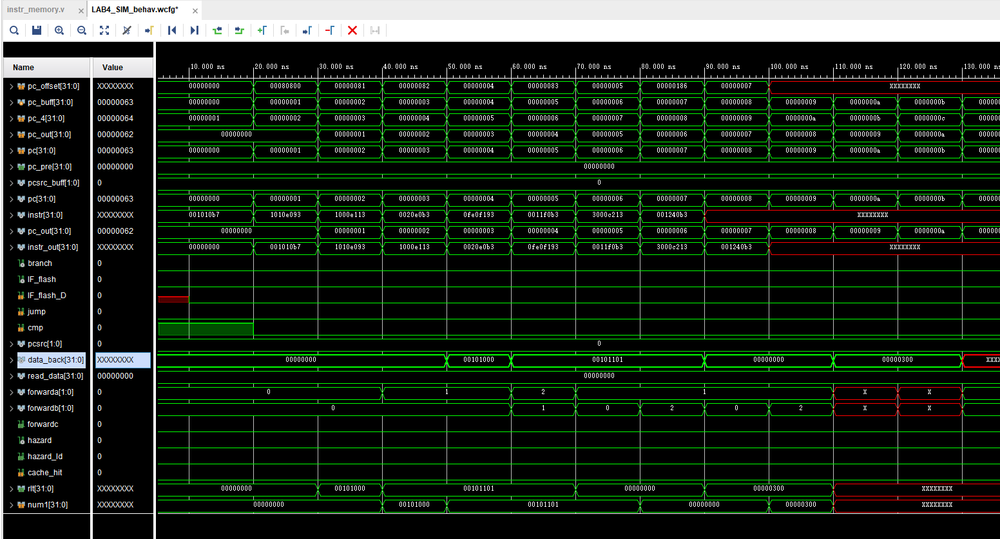 instr_memory.v × LAB4_SIM_behav.wcfg* ×
Name Value 10.000 ns 20.000 ns 30.000 ns 40.000 ns 50.000 ns 60.000 ns 70.000 ns 80.000 ns 90.000 ns 100.000 ns 110.000 ns 120.000 ns 130.000 ns
pc_offset[31:0] XXXXXXXX 00000000 00080800 00000081 00000082 00000004 00000083 00000005 00000186 00000007 XXXXXXXX
pc_buff[31:0] 00000063 00000000 00000001 00000002 00000003 00000004 00000005 00000006 00000007 00000008 00000009 0000000a 0000000b 000000
pc_4[31:0] 00000064 00000001 00000002 00000003 00000004 00000005 00000006 00000007 00000008 00000009 0000000a 0000000b 0000000c 000000
pc_out[31:0] 00000062 00000000 00000001 00000002 00000003 00000004 00000005 00000006 00000007 00000008 00000009 0000000a 000000
pc[31:0] 00000063 00000000 00000001 00000002 00000003 00000004 00000005 00000006 00000007 00000008 00000009 0000000a 0000000b 000000
pc_pre[31:0] 00000000 00000000
pcsrc_buff[1:0] 0 0
pc[31:0] 00000063 00000000 00000001 00000002 00000003 00000004 00000005 00000006 00000007 00000008 00000009 0000000a 0000000b 000000
instr[31:0] XXXXXXXX 001010b7 1010e093 1000e113 0020e0b3 0fe0f193 0011f0b3 3000c213 001240b3 XXXXXXXX
pc_out[31:0] 00000062 00000000 00000001 00000002 00000003 00000004 00000005 00000006 00000007 00000008 00000009 0000000a 000000
instr_out[31:0] XXXXXXXX 00000000 001010b7 1010e093 1000e113 0020e0b3 0fe0f193 0011f0b3 3000c213 001240b3 XXXXXXXX
branch 0
IF_flash 0
IF_flash_D 0
jump 0
cmp 0
pcsrc[1:0] 0 0
data_back[31:0] XXXXXXXX 00000000 00101000 00101101 00000000 00000300 XXX
read_data[31:0] 00000000 00000000
forwarda[1:0] 0 0 1 2 1 X X
forwardb[1:0] 0 0 1 0 2 0 2 X X
forwardc 0
hazard 0
hazard_ld 0
cache_hit 0
rlt[31:0] XXXXXXXX 00000000 00101000 00101101 00000000 00000300 XXXXXXXX
num1[31:0] XXXXXXXX 00000000 00101000 00101101 00000000 00000300 XXXXXXXX